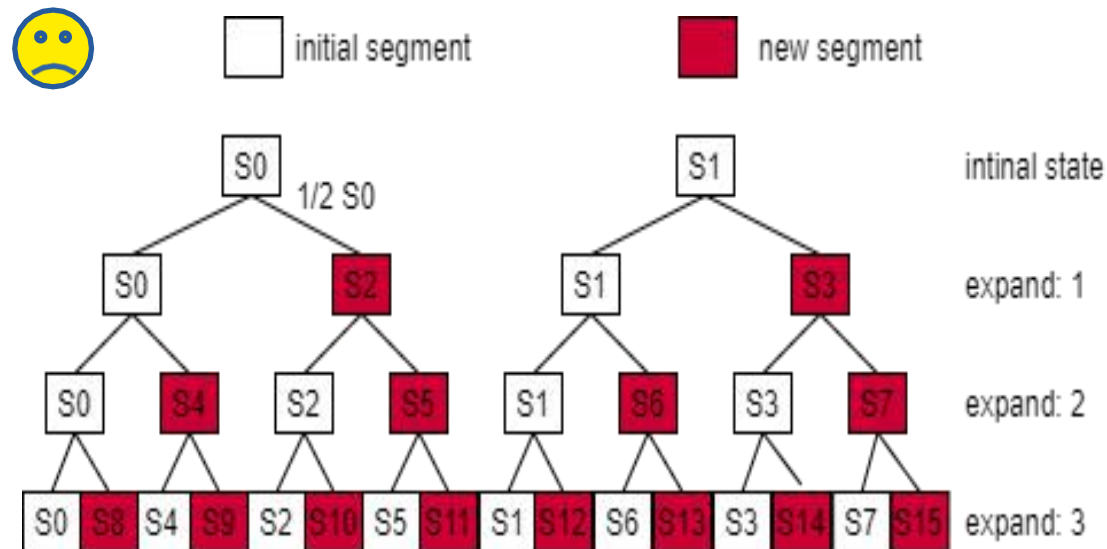 initial segment new segment
S0 S1 intinal state
1/2 S0
S0 S2 S1 S3 expand: 1
S0 S4 S2 S5 S1 S6 S3 S7 expand: 2
S0 S8 S4 S9 S2 S10 S5 S11 S1 S12 S6 S13 S3 S14 S7 S15 expand: 3